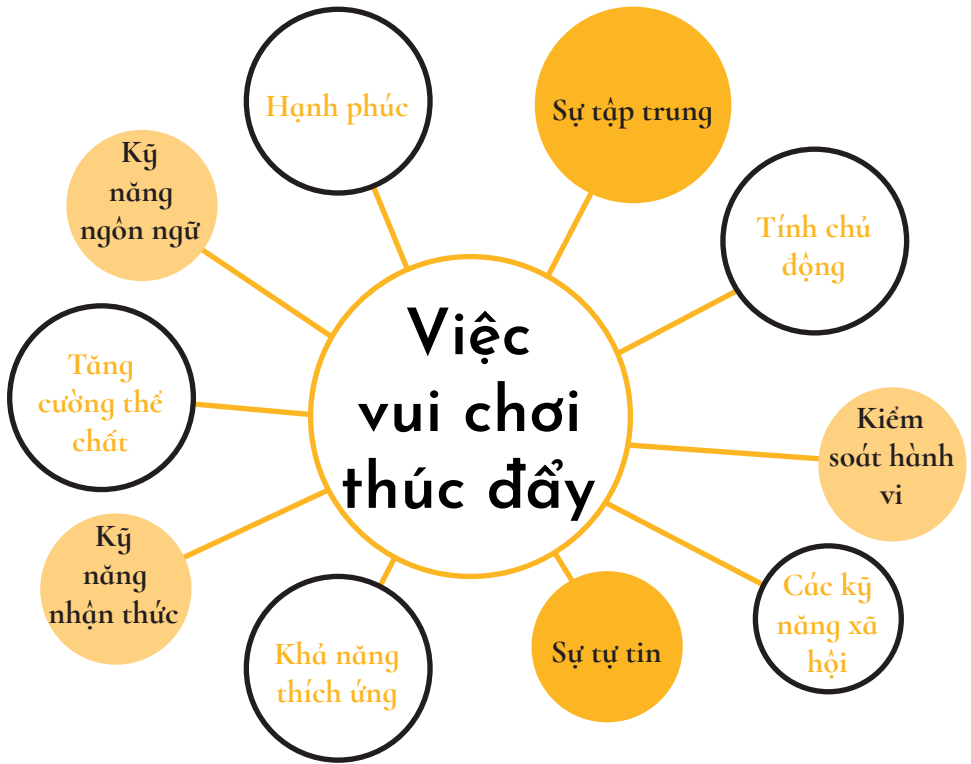 Hạnh phúc
Sự tập trung
Kỹ
năng
ngôn ngữ
Tính chủ
động
Việc
vui chơi
thúc đẩy
Tăng
cường thể
chất
Kiểm
soát hành
vi
Kỹ
năng
nhận thức
Các kỹ
năng xã
hội
Khả năng
thích ứng
Sự tự tin